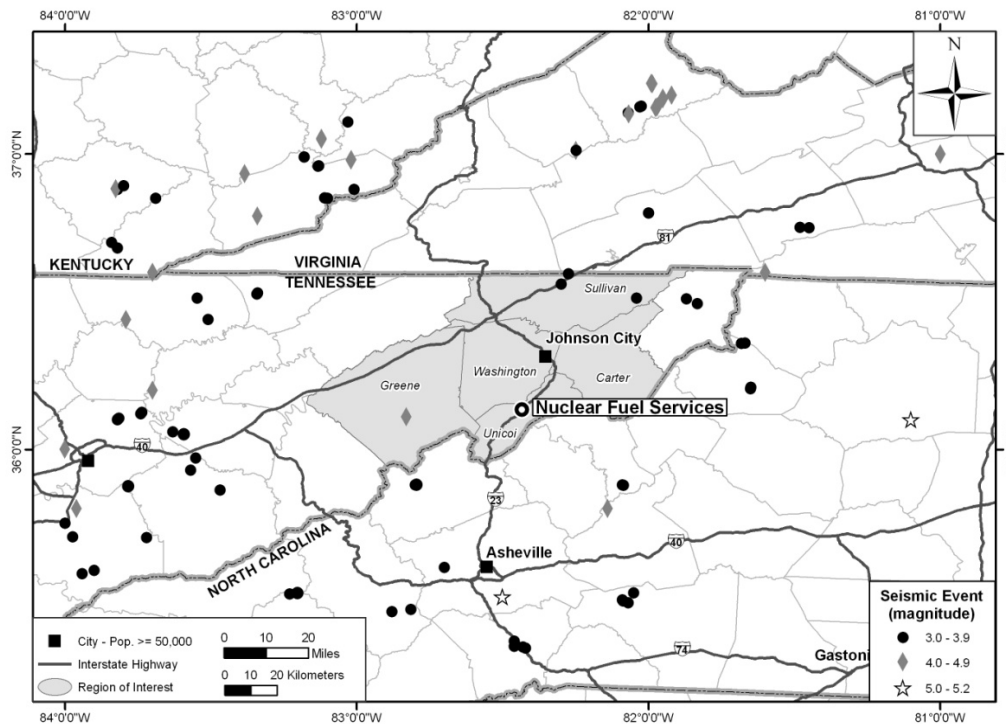 84°0'0"W
83°0'0"W
82°0'0"W
81°0'0"W
N
37°0'0"N
36°0'0"N
81
KENTUCKY
VIRGINIA
TENNESSEE
Sullivan
Johnson City
Washington
Greene
Carter
Nuclear Fuel Services
Unicoi
40
23
NORTH CAROLINA
40
Asheville
74
Gastoni
Seismic Event
(magnitude)
3.0 - 3.9
4.0 - 4.9
5.0 - 5.2
City - Pop. >= 50,000
Interstate Highway
Region of Interest
0 10 20
Miles
0 10 20 Kilometers
84°0'0"W
83°0'0"W
82°0'0"W
81°0'0"W